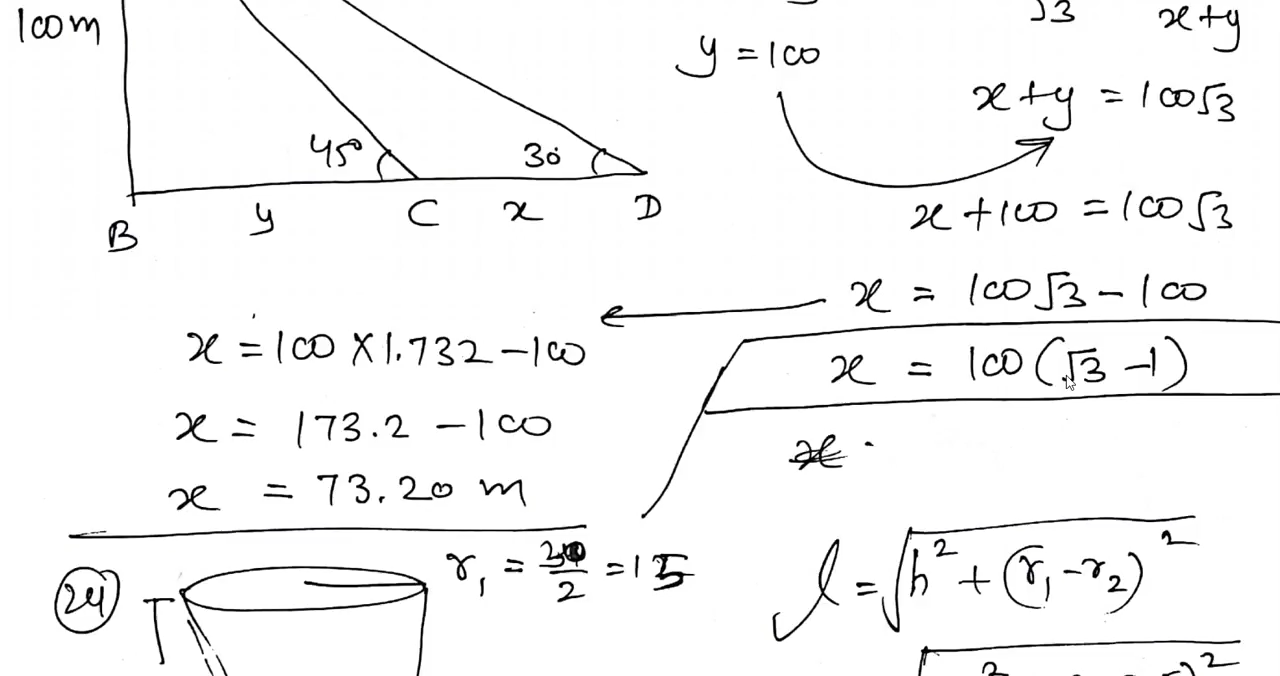 100m
45°
30°
B y C x D
y = 100
√3 x+y
x+y = 100√3
x + 100 = 100√3
x = 100√3 - 100
x = 100(√3 - 1)
x = 100 × 1.732 - 100
x = 173.2 - 100
x = 73.20 m
24
r₁ = 30/2 = 15
l = √h² + (r₁ - r₂)²